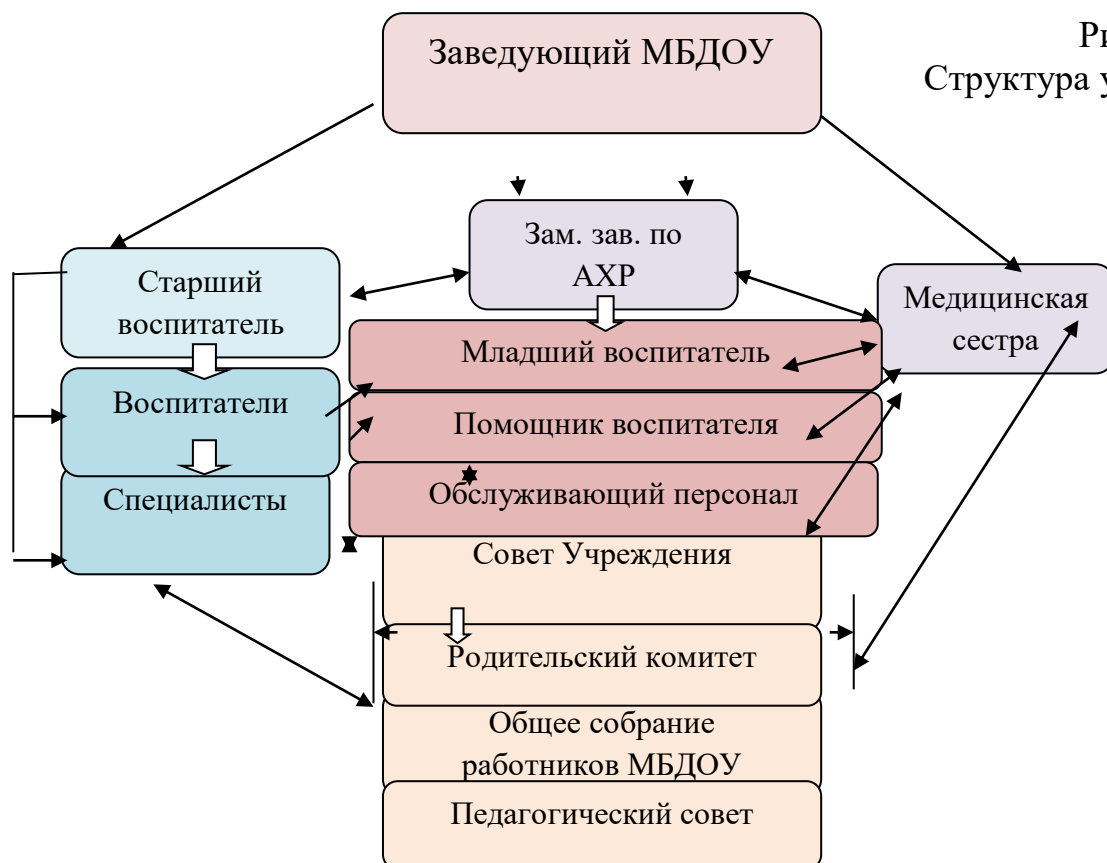 Заведующий МБДОУ
Структура
Зам. зав. по
АХР
Старший
воспитатель
Медицинская
сестра
Младший воспитатель
Воспитатели
Помощник воспитателя
Специалисты
Обслуживающий персонал
Совет Учреждения
Родительский комитет
Общее собрание
работников МБДОУ
Педагогический совет